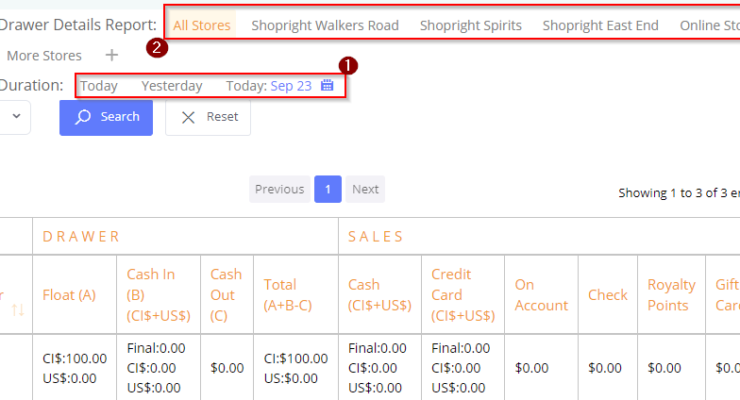 Drawer Details Report: All Stores Shopright Walkers Road Shopright Spirits Shopright East End Online Sto
2
More Stores +
1
Duration: Today Yesterday Today: Sep 23
Search Reset
Previous 1 Next
Showing 1 to 3 of 3 e
DRAWER SALES
r Float (A) Cash In (B) (CI$+US$) Cash Out (C) Total (A+B-C) Cash (CI$+US$) Credit Card (CI$+US$) On Account Check Royalty Points Gift Car
CI$:100.00 US$:0.00 Final:0.00 CI$:0.00 US$:0.00 $0.00 CI:$100.00 US:$0.00 Final:0.00 CI$:0.00 US$:0.00 Final:0.00 CI$:0.00 US$:0.00 $0.00 $0.00 $0.00 $0.0